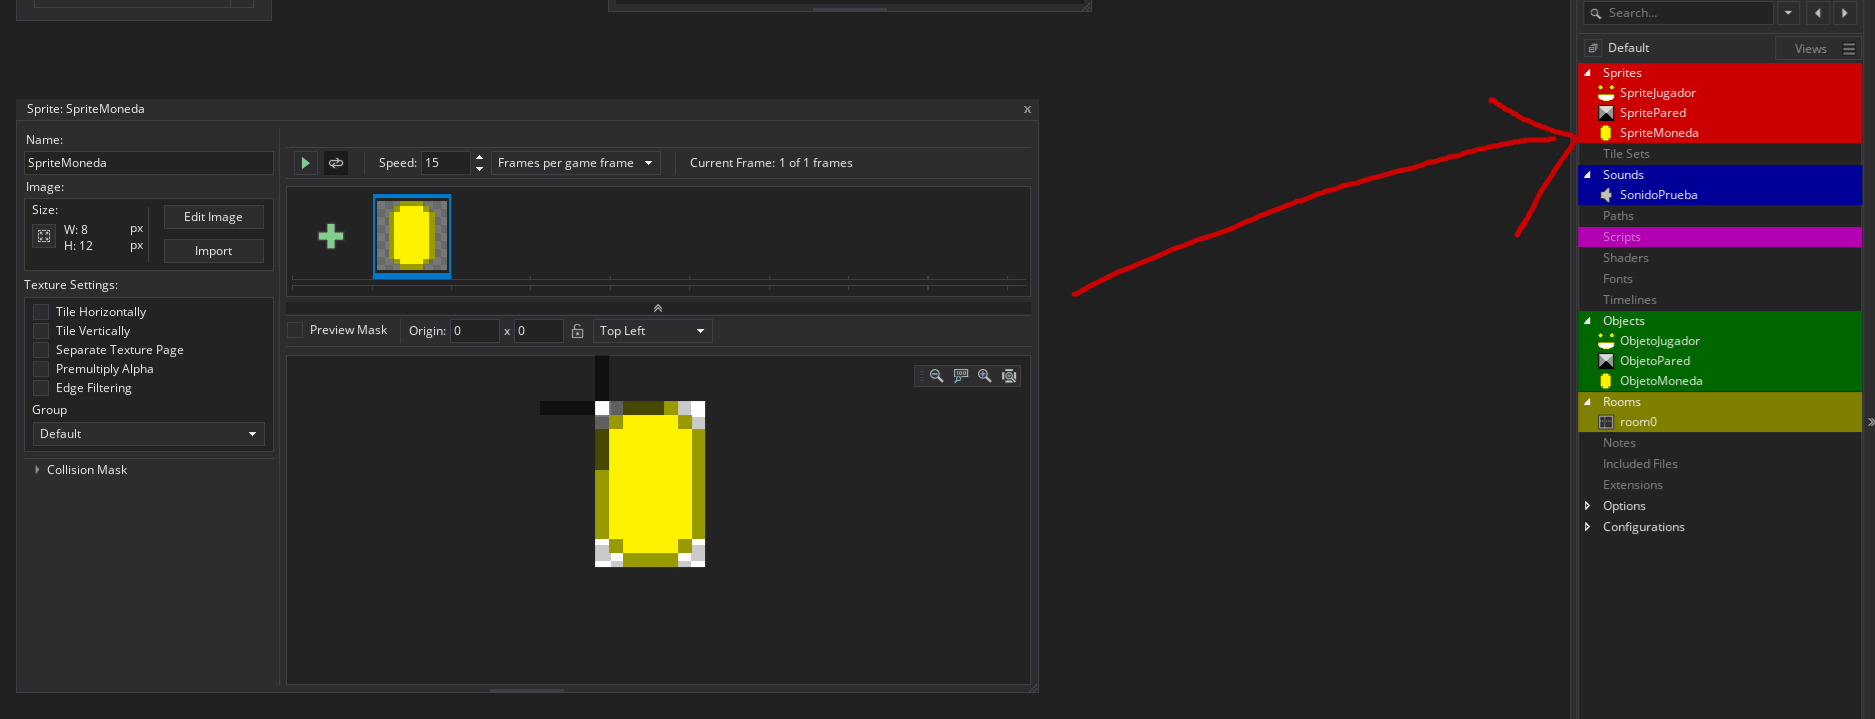 Sprite: SpriteMoneda
x
Name:
SpriteMoneda
Image:
Size:
W: 8 px
H: 12 px
Edit Image
Import
Texture Settings:
Tile Horizontally
Tile Vertically
Separate Texture Page
Premultiply Alpha
Edge Filtering
Group
Default
Collision Mask
Speed: 15 Frames per game frame Current Frame: 1 of 1 frames
Preview Mask Origin: 0 x 0 Top Left
Search...
Default Views
Sprites
SpriteJugador
SpritePared
SpriteMoneda
Tile Sets
Sounds
SonidoPrueba
Paths
Scripts
Shaders
Fonts
Timelines
Objects
ObjetoJugador
ObjetoPared
ObjetoMoneda
Rooms
room0
Notes
Included Files
Extensions
Options
Configurations